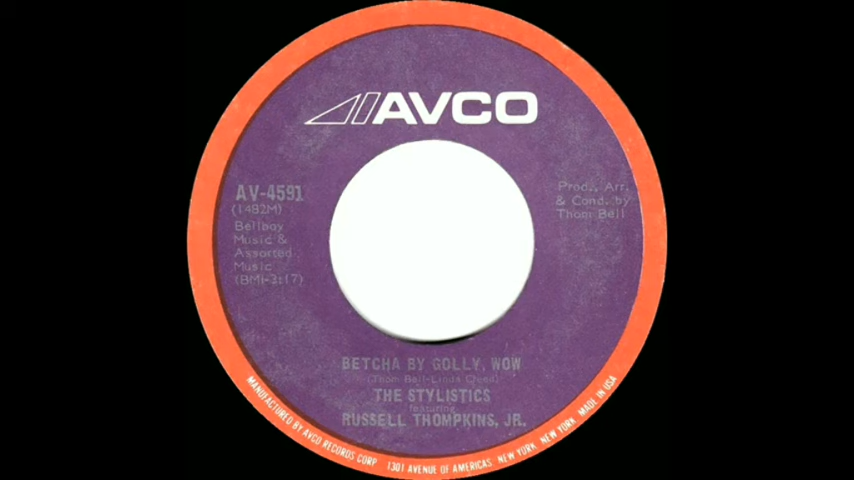 AVCO
AV-4591
(1482M)
Bellboy
Music &
Assorted
Music
(BMI-3:17)
Prod., Arr.
& Cond. by
Thom Bell
BETCHA BY GOLLY, WOW
(Thom Bell-Linda Creed)
THE STYLISTICS
featuring
RUSSELL THOMPKINS, JR.
MANUFACTURED BY AVCO RECORDS CORP. 1301 AVENUE OF AMERICAS, NEW YORK, NEW YORK. MADE IN USA